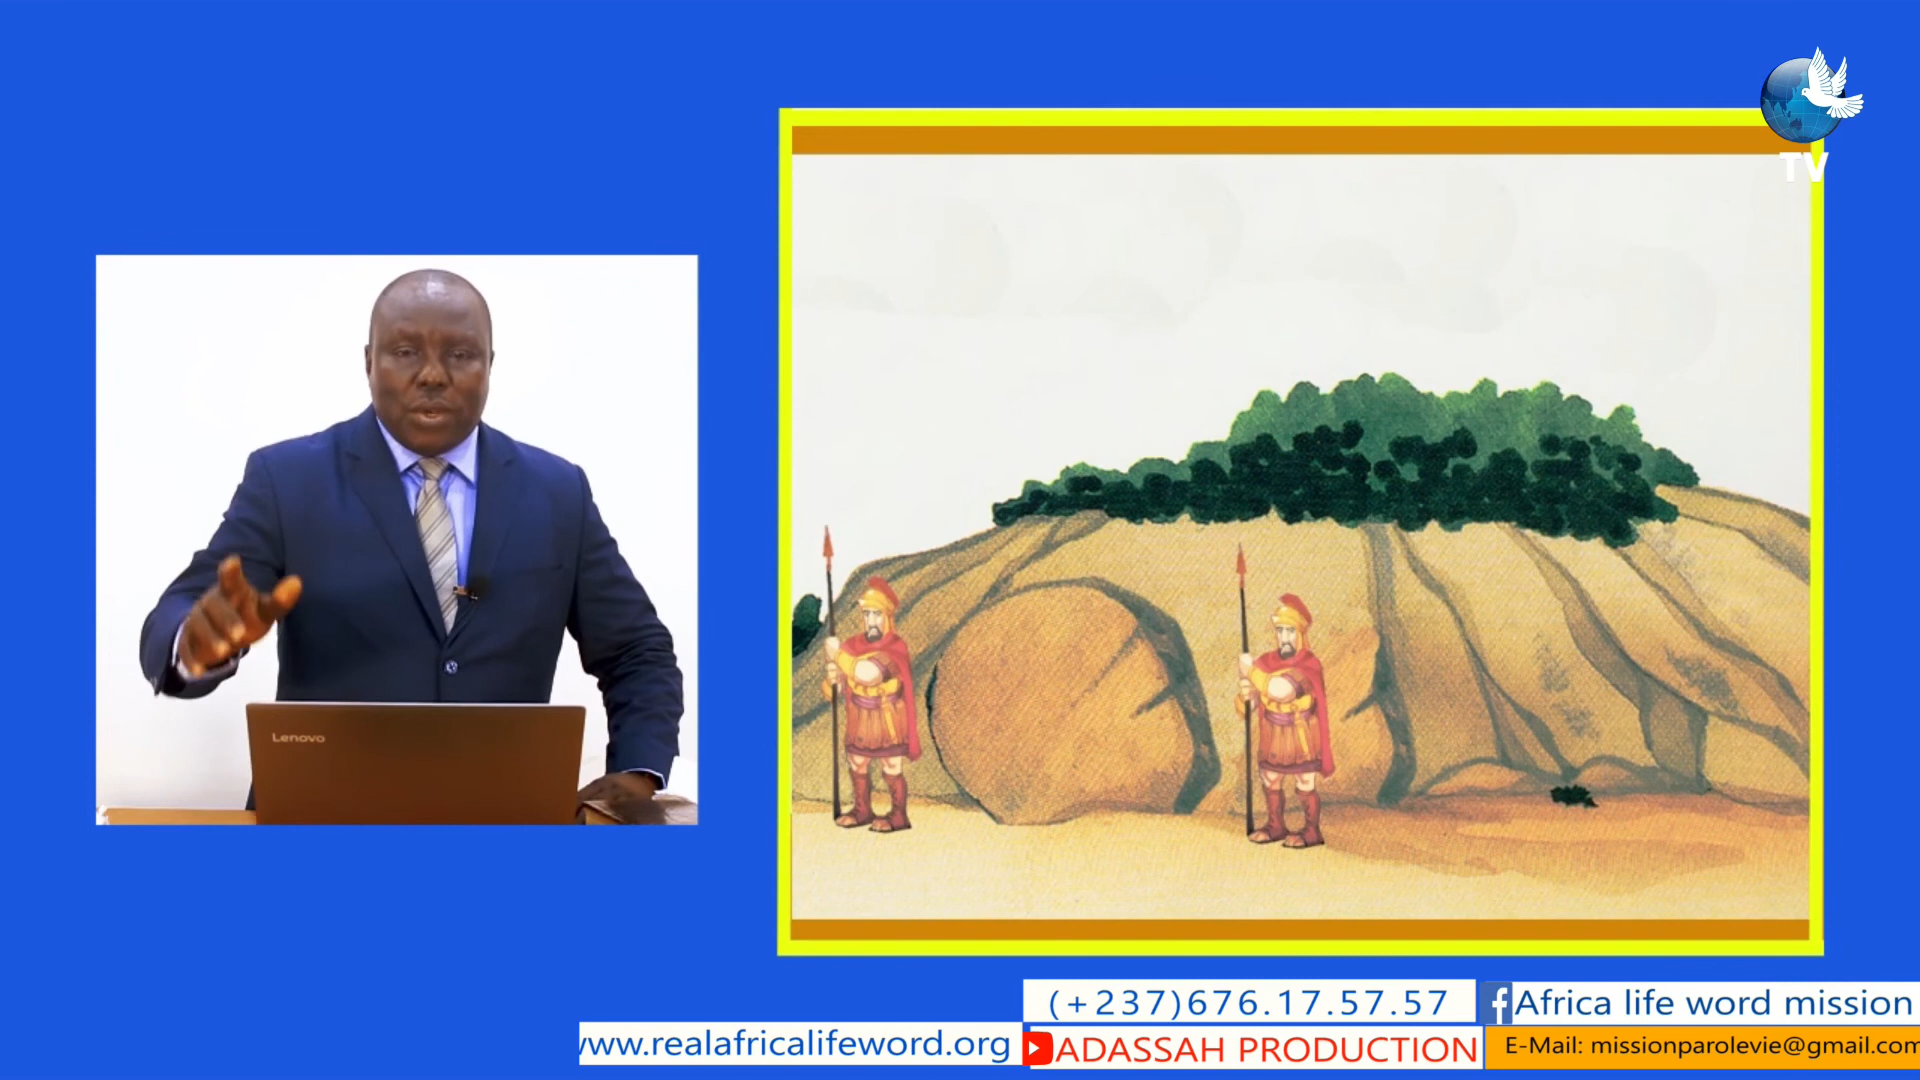 TV
Lenovo
(+237)676.17.57.57
Africa life word mission
ww.realafricalifeword.org
ADASSAH PRODUCTION
E-Mail: missionparolevie@gmail.com